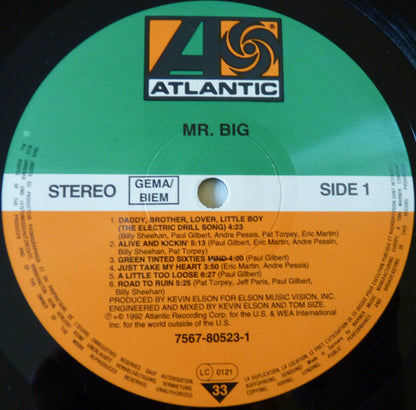 ATLANTIC
MR. BIG
STEREO
GEMA/
BIEM
SIDE 1
1. DADDY, BROTHER, LOVER, LITTLE BOY
(THE ELECTRIC DRILL SONG) 4:23
(Billy Sheehan, Paul Gilbert, Andre Pessis, Pat Torpey, Eric Martin)
2. ALIVE AND KICKIN' 5:13 (Paul Gilbert, Eric Martin, Andre Pessin,
Billy Sheehan, Pat Torpey)
3. GREEN TINTED SIXTIES MIND 4:00 (Paul Gilbert)
4. JUST TAKE MY HEART 3:50 (Eric Martin, Andre Pessis)
5. A LITTLE TOO LOOSE 6:27 (Paul Gilbert)
6. ROAD TO RUIN 5:25 (Pat Torpey, Jeff Paris, Paul Gilbert,
Billy Sheehan)
PRODUCED BY KEVIN ELSON FOR ELSON MUSIC VISION, INC.
ENGINEERED AND MIXED BY KEVIN ELSON AND TOM SIZE.
℗+© 1992 Atlantic Recording Corp. for the U.S. & WEA International
Inc. for the world outside of the U.S.
7567-80523-1
LC 0121
33